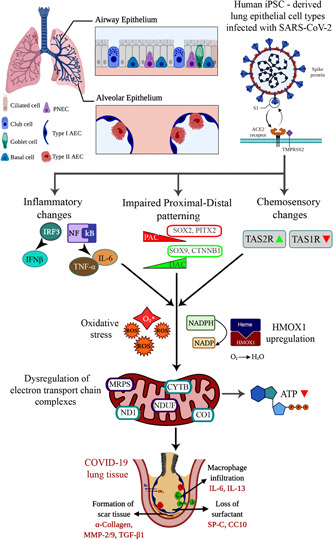 Airway Epithelium
Human iPSC - derived
lung epithelial cell types
infected with SARS-CoV-2
Spike
protein
S1
ACE2
receptor
TMPRSS2
Alveolar Epithelium
Ciliated cell
PNEC
Club cell
Type I AEC
Goblet cell
Basal cell
Type II AEC
Inflammatory
changes
Impaired Proximal-Distal
patterning
Chemosensory
changes
IRF3
NF
kB
IFNβ
TNF-α
IL-6
SOX2, PITX2
PAC
SOX9, CTNNB1
DAC
TAS2R
TAS1R
Oxidative
stress
ROS
ROS
ROS
NADPH
NADP
Heme
HMOX1
O₂→H₂O
HMOX1
upregulation
Dysregulation of
electron transport chain
complexes
MRPS
CYTB
NDUF
ND1
COI
ATP
COVID-19
lung tissue
Macrophage
infiltration
IL-6, IL-13
Formation of
scar tissue
α-Collagen,
MMP-2/9, TGF-β1
Loss of
surfactant
SP-C, CC10